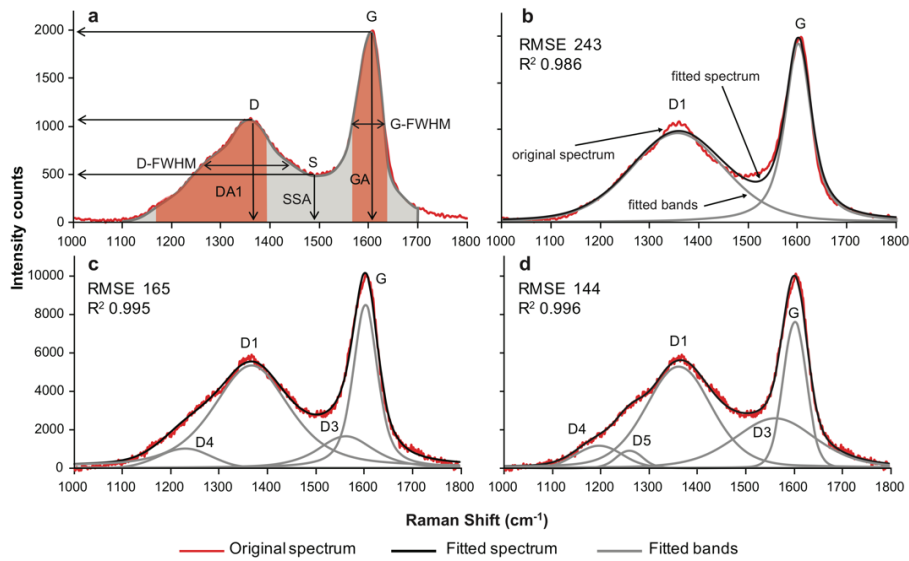 a
G
2000
1500
1000
500
0
D
S
D-FWHM
G-FWHM
DA1
SSA
GA
1000 1100 1200 1300 1400 1500 1600 1700 1800
b
RMSE 243
R² 0.986
G
fitted spectrum
D1
original spectrum
fitted bands
1000 1100 1200 1300 1400 1500 1600 1700 1800
Intensity counts
c
RMSE 165
R² 0.995
G
10000
8000
6000
4000
2000
0
D1
D4
D3
1000 1100 1200 1300 1400 1500 1600 1700 1800
d
RMSE 144
R² 0.996
G
D1
D4
D5
D3
1000 1100 1200 1300 1400 1500 1600 1700 1800
Raman Shift (cm⁻¹)
Original spectrum Fitted spectrum Fitted bands